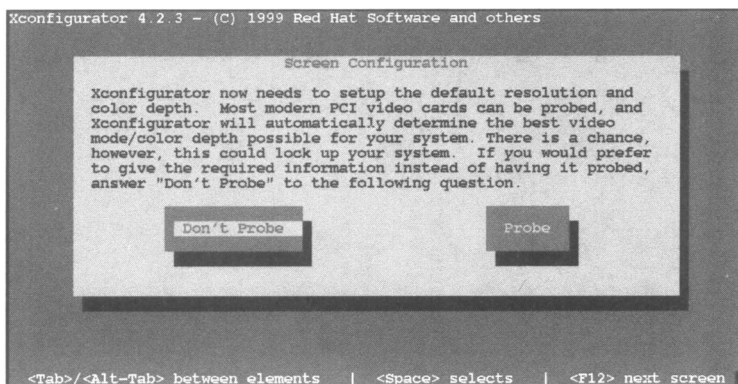 Xconfigurator 4.2.3 - (C) 1999 Red Hat Software and others
Screen Configuration
Xconfigurator now needs to setup the default resolution and
color depth. Most modern PCI video cards can be probed, and
Xconfigurator will automatically determine the best video
mode/color depth possible for your system. There is a chance,
however, this could lock up your system. If you would prefer
to give the required information instead of having it probed,
answer "Don't Probe" to the following question.
Don't Probe Probe
<Tab>/<Alt-Tab> between elements | <Space> selects | <F12> next screen